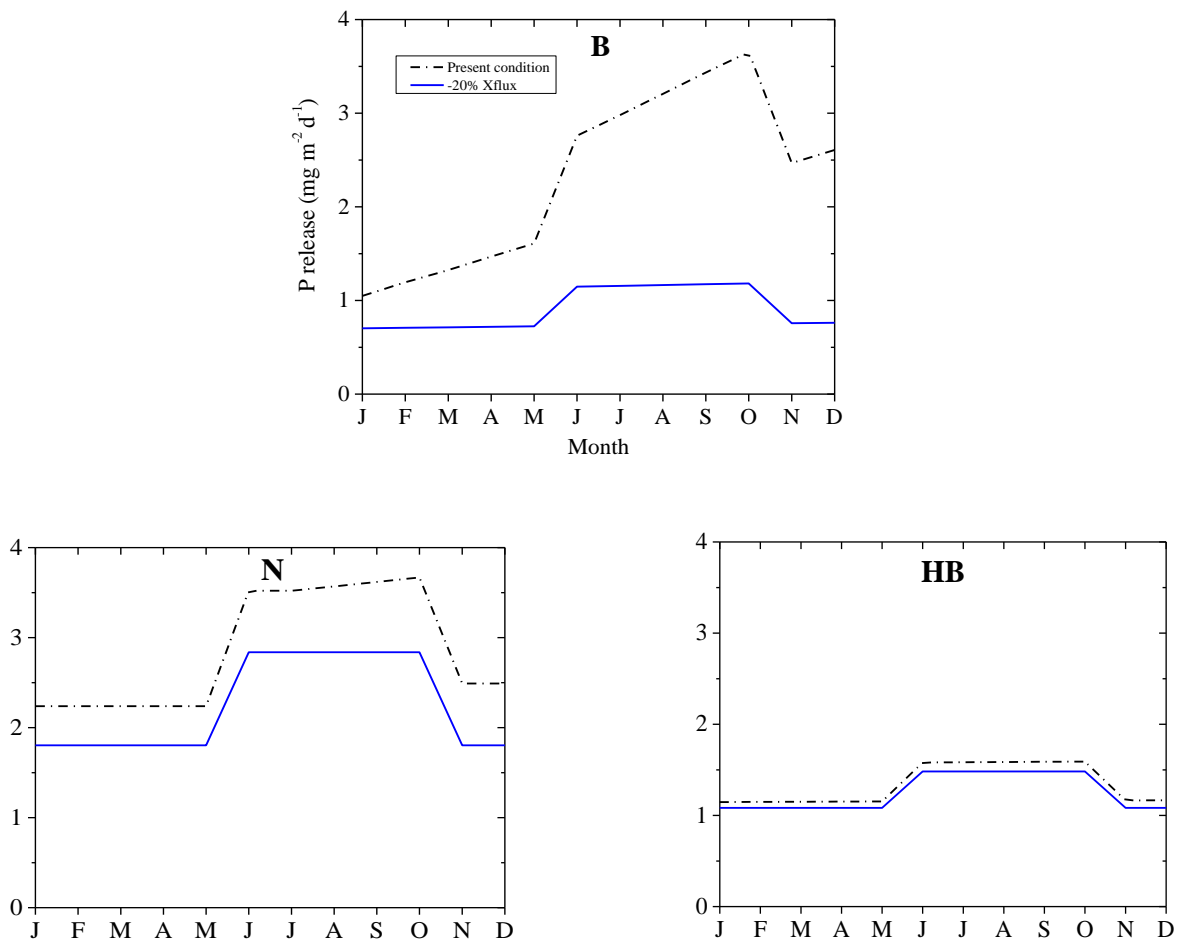 B
Present condition
-20% Xflux
P release (mg m⁻² d⁻¹)
4
3
2
1
0
J F M A M J J A S O N D
Month
N
4
3
2
1
0
J F M A M J J A S O N D
HB
4
3
2
1
0
J F M A M J J A S O N D